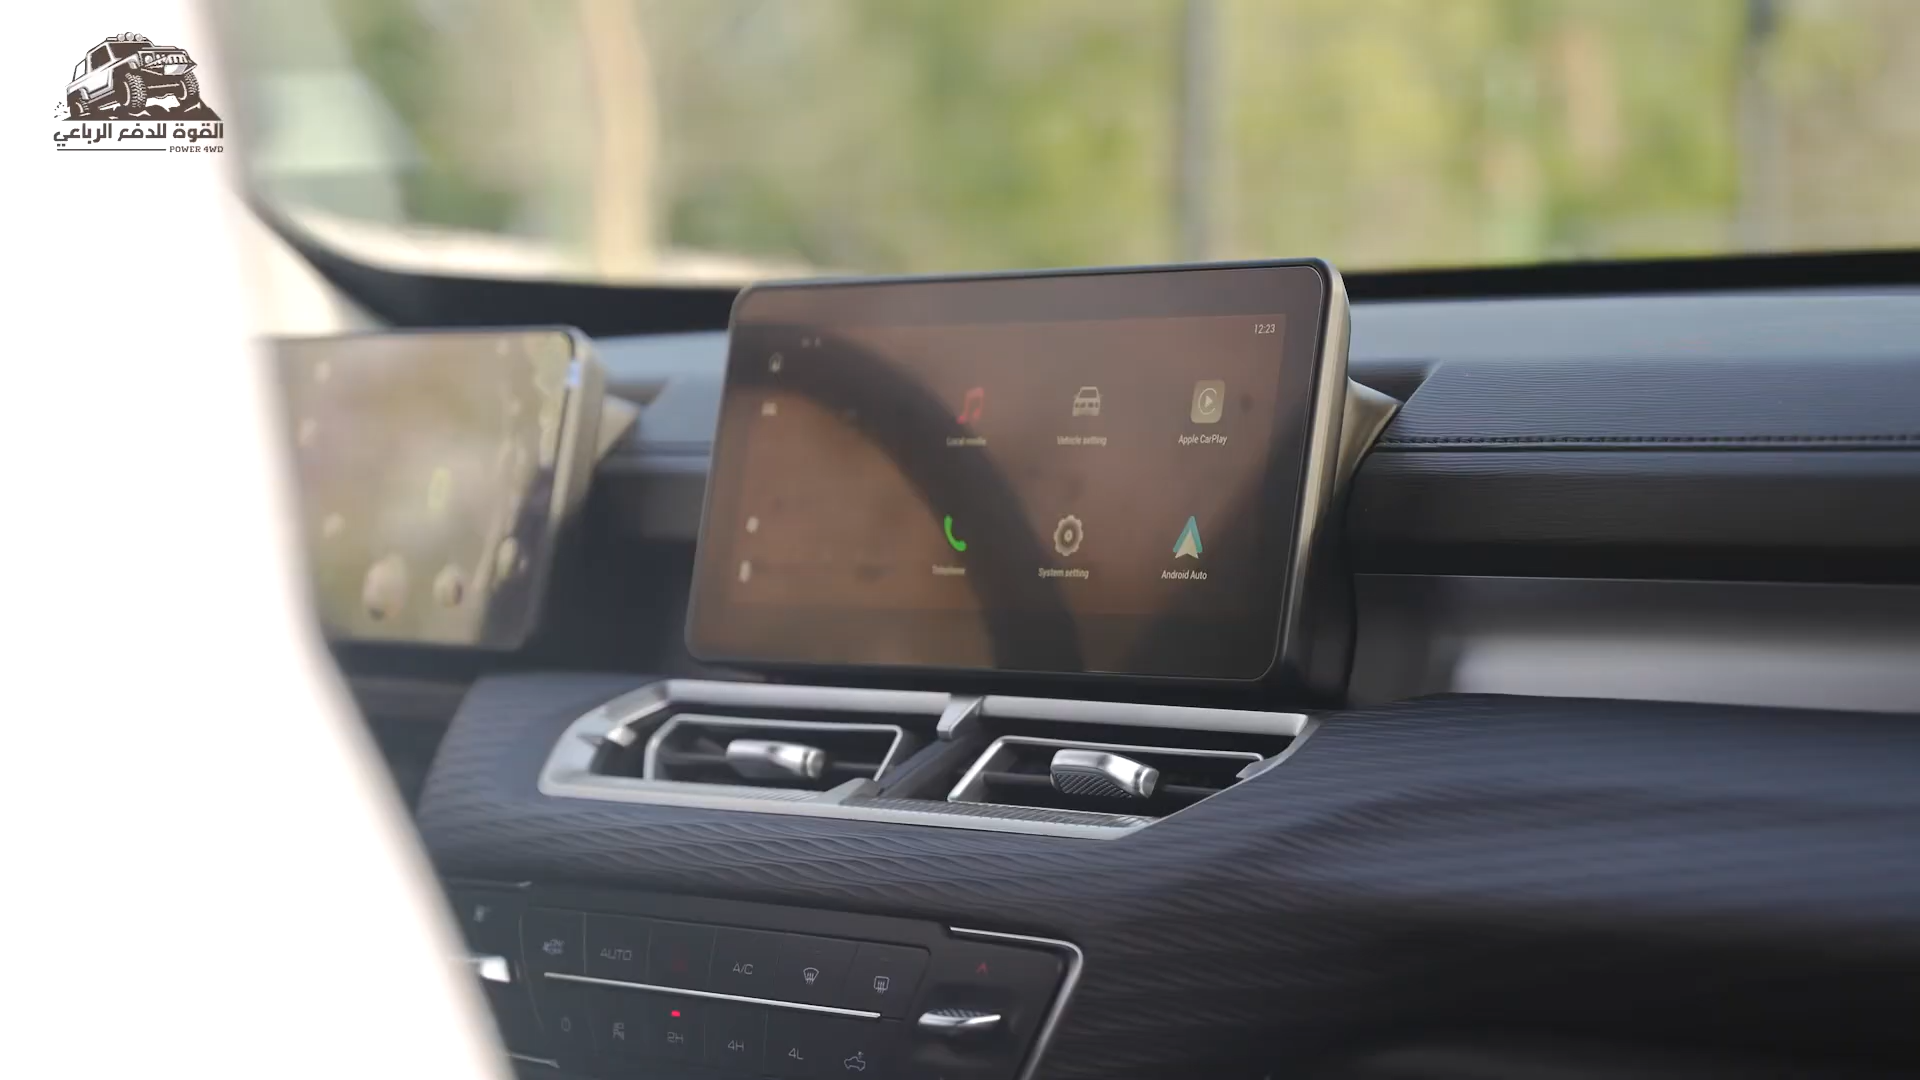 القوة للدفع الرباعي
POWER 4WD
12:23
Local media
Vehicle setting
Apple CarPlay
Telephone
System setting
Android Auto
AUTO
A/C
2H
4H
4L